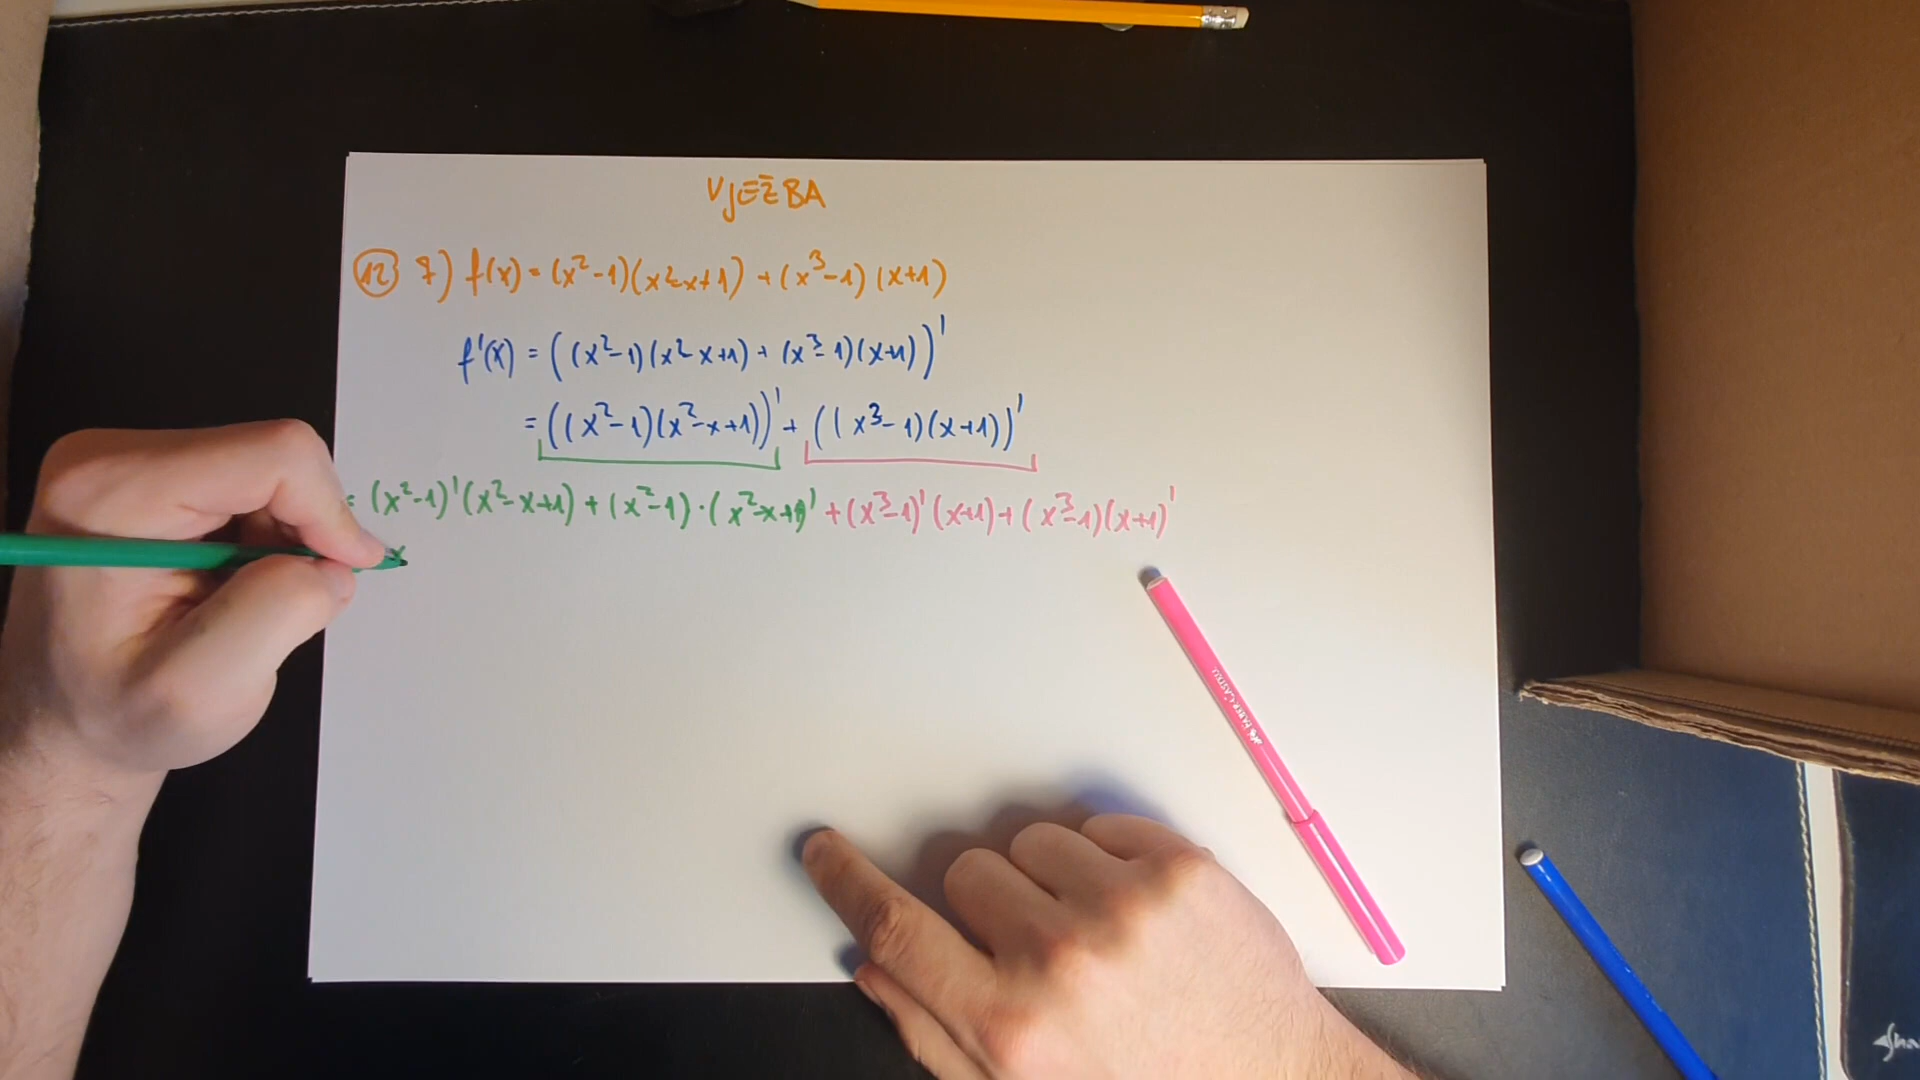 VJEŽBA
12 7) f(x) = (x²-1)(x²-x+1) + (x³-1)(x+1)
f'(x) = ((x²-1)(x²-x+1) + (x³-1)(x+1))'
= ((x²-1)(x²-x+1))' + ((x³-1)(x+1))'
= (x²-1)'(x²-x+1) + (x²-1)·(x²-x+1)' + (x³-1)'(x+1) + (x³-1)(x+1)'
x
FABER-CASTELL